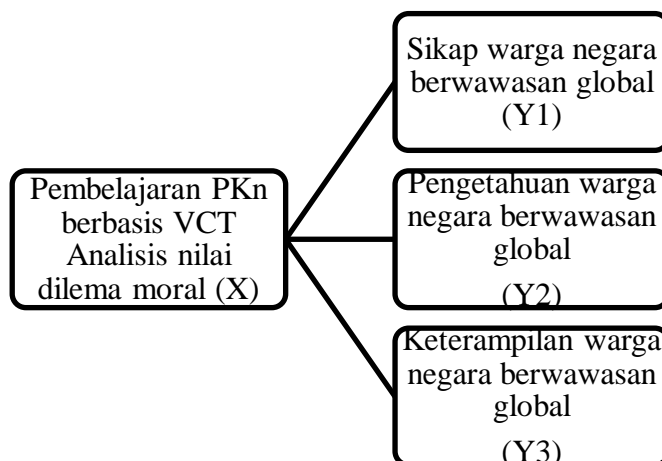 Pembelajaran PKn
berbasis VCT
Analisis nilai
dilema moral (X)
Sikap warga negara
berwawasan global
(Y1)
Pengetahuan warga
negara berwawasan
global
(Y2)
Keterampilan warga
negara berwawasan
global
(Y3)